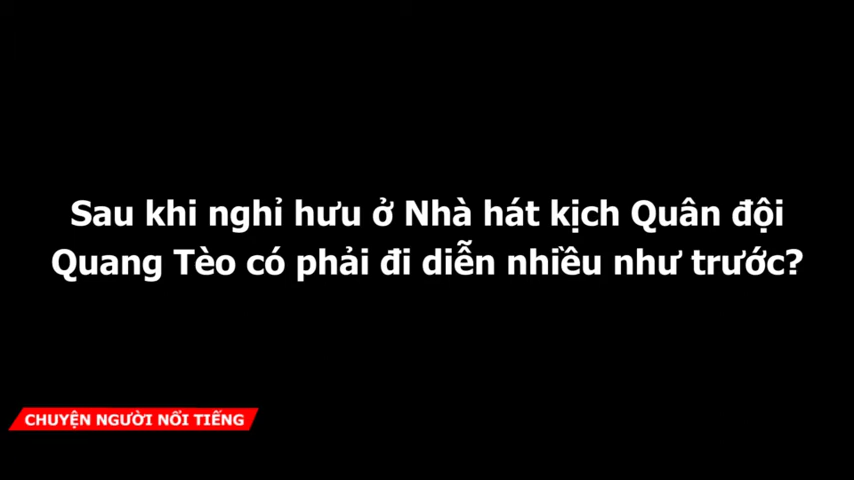 Sau khi nghỉ hưu ở Nhà hát kịch Quân đội
Quang Tèo có phải đi diễn nhiều như trước?
CHUYỆN NGƯỜI NỔI TIẾNG